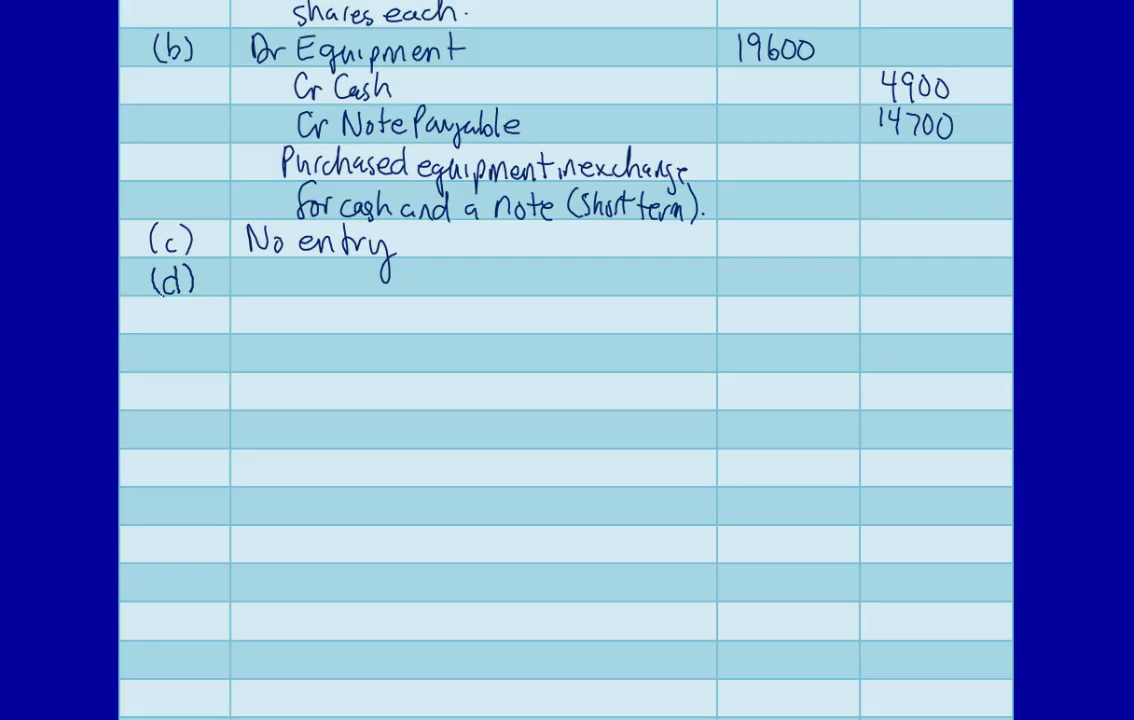 shares each.
(b) Dr Equipment 19600
Cr Cash 4900
Cr Note Payable 14700
Purchased equipment in exchange
for cash and a note (short term).
(c) No entry
(d)